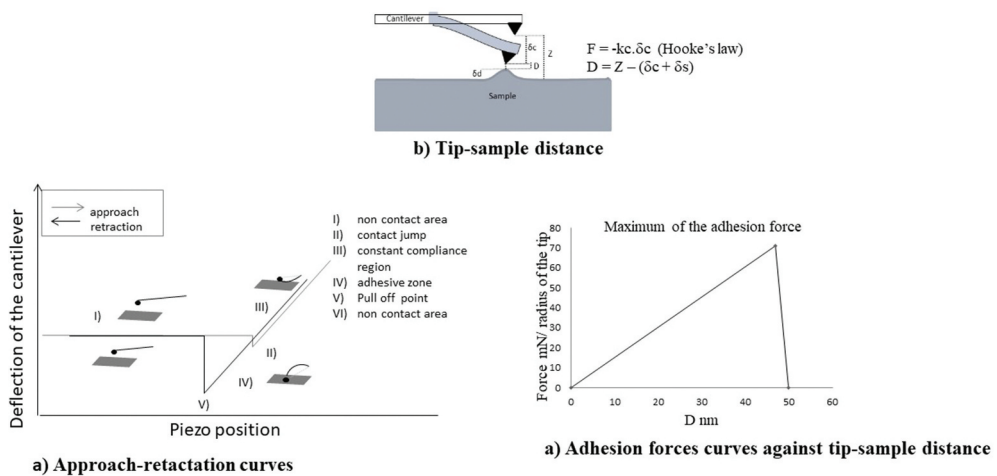 Cantilever
δc
Z
D
δd
Sample
F = -kc.δc (Hooke's law)
D = Z – (δc + δs)
b) Tip-sample distance
Deflection of the cantilever
approach
retraction
I) non contact area
II) contact jump
III) constant compliance
region
IV) adhesive zone
V) Pull off point
VI) non contact area
I)
III)
II)
IV)
V)
Piezo position
a) Approach-retactation curves
Maximum of the adhesion force
Force mN/ radius of the tip
80
70
60
50
40
30
20
10
0
0 10 20 30 40 50 60
D nm
a) Adhesion forces curves against tip-sample distance